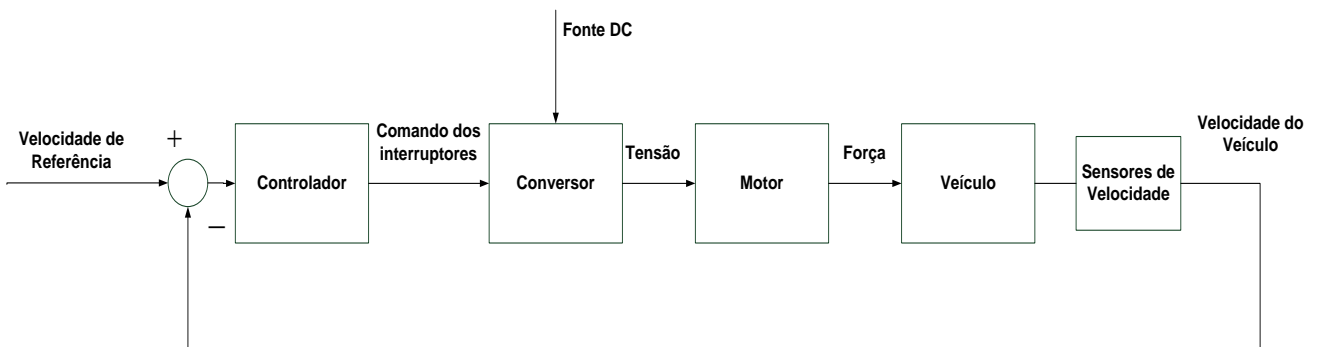 Fonte DC
Velocidade de
Referência
+
−
Controlador
Comando dos
interruptores
Conversor
Tensão
Motor
Força
Veículo
Sensores de
Velocidade
Velocidade do
Veículo